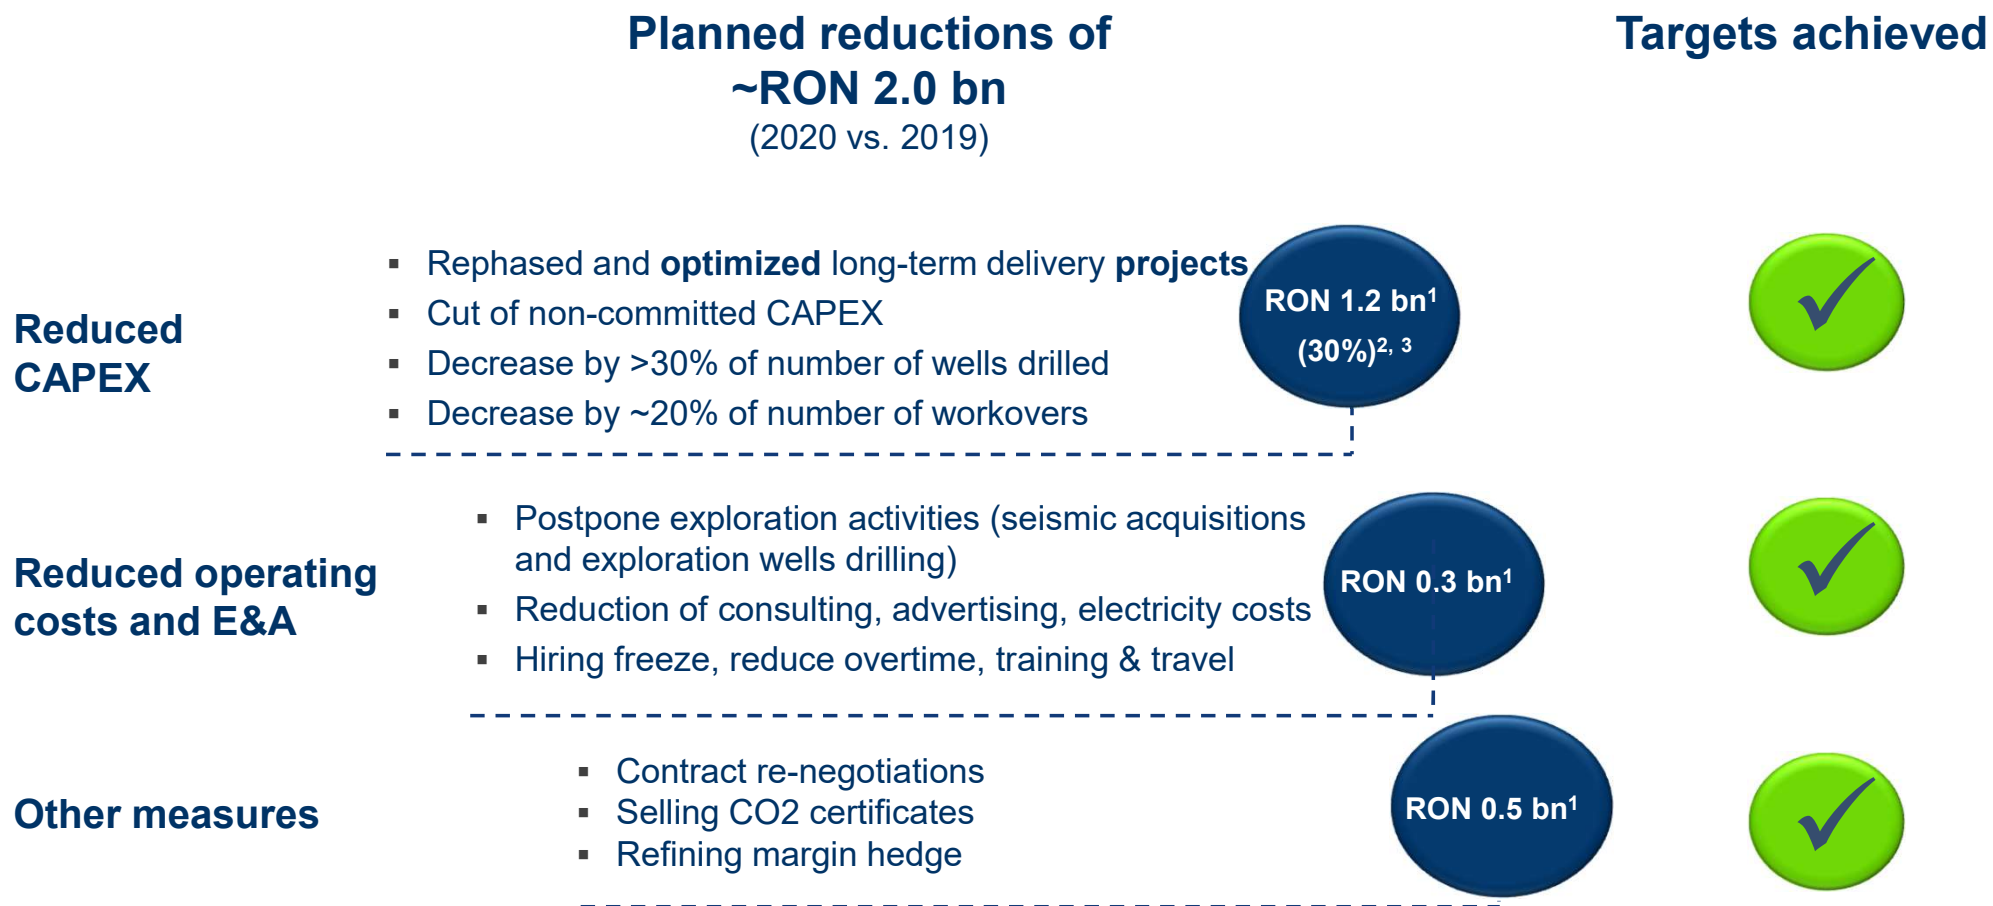 Planned reductions of
~RON 2.0 bn
(2020 vs. 2019)
Targets achieved
Reduced
CAPEX
▪ Rephased and optimized long-term delivery projects
▪ Cut of non-committed CAPEX
▪ Decrease by >30% of number of wells drilled
▪ Decrease by ~20% of number of workovers
RON 1.2 bn¹
(30%)², ³
Reduced operating
costs and E&A
▪ Postpone exploration activities (seismic acquisitions
and exploration wells drilling)
▪ Reduction of consulting, advertising, electricity costs
▪ Hiring freeze, reduce overtime, training & travel
RON 0.3 bn¹
Other measures
▪ Contract re-negotiations
▪ Selling CO2 certificates
▪ Refining margin hedge
RON 0.5 bn¹